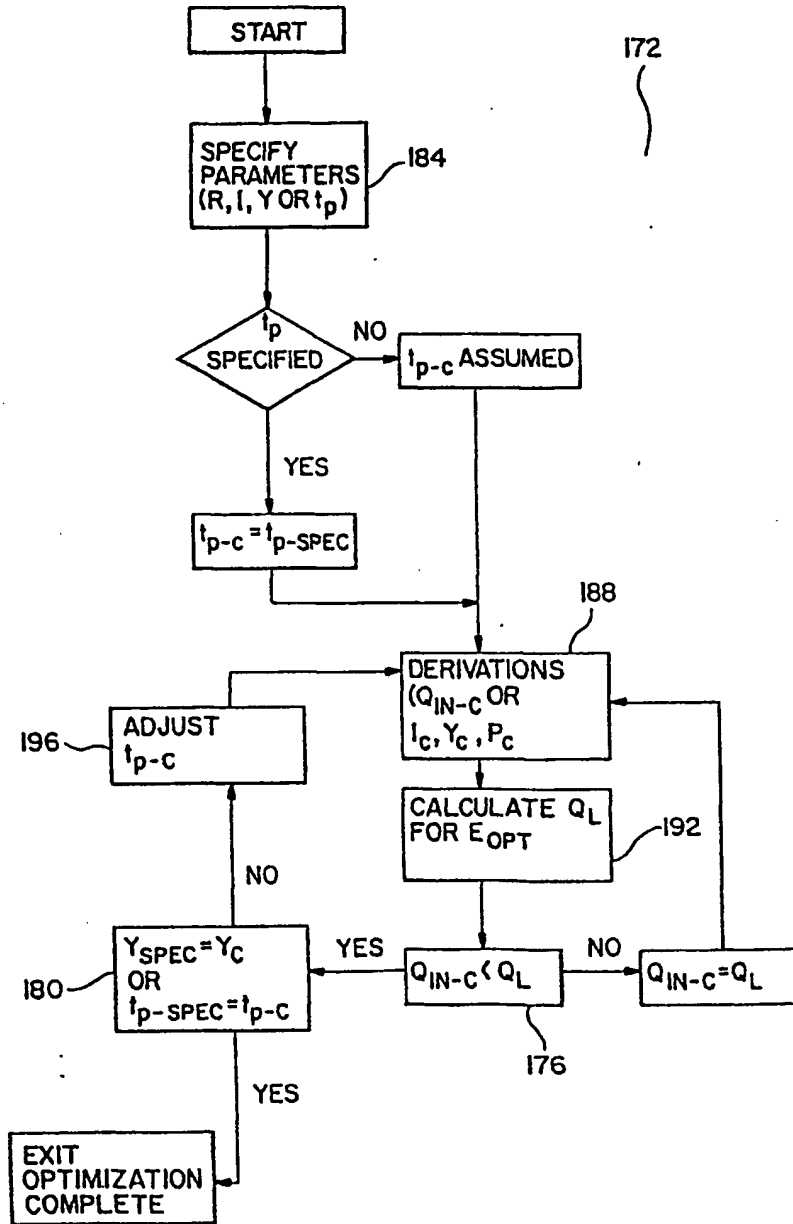 START
172
SPECIFY
PARAMETERS
(R, I, Y OR tp)
184
tp
SPECIFIED
NO
tp-c ASSUMED
YES
tp-c = tp-SPEC
188
DERIVATIONS
(QIN-C OR
Ic, Yc, Pc
ADJUST
tp-c
196
CALCULATE QL
FOR EOPT
192
NO
YSPEC = YC
OR
tp-SPEC = tp-c
180
YES
QIN-C < QL
NO
QIN-C = QL
176
YES
EXIT
OPTIMIZATION
COMPLETE